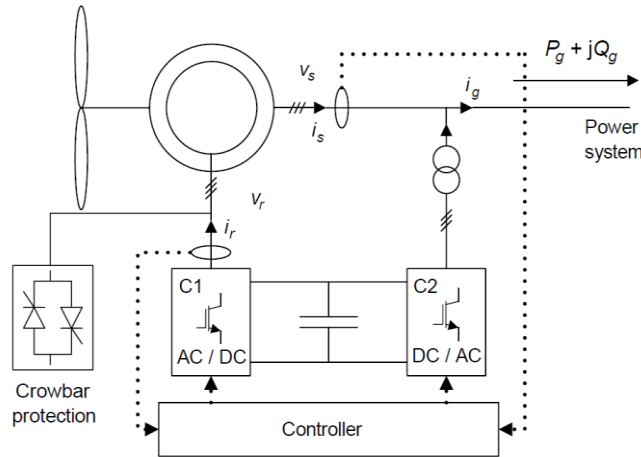 P_g + jQ_g
v_s
i_g
i_s
Power
system
v_r
i_r
C1
C2
AC / DC
DC / AC
Crowbar
protection
Controller